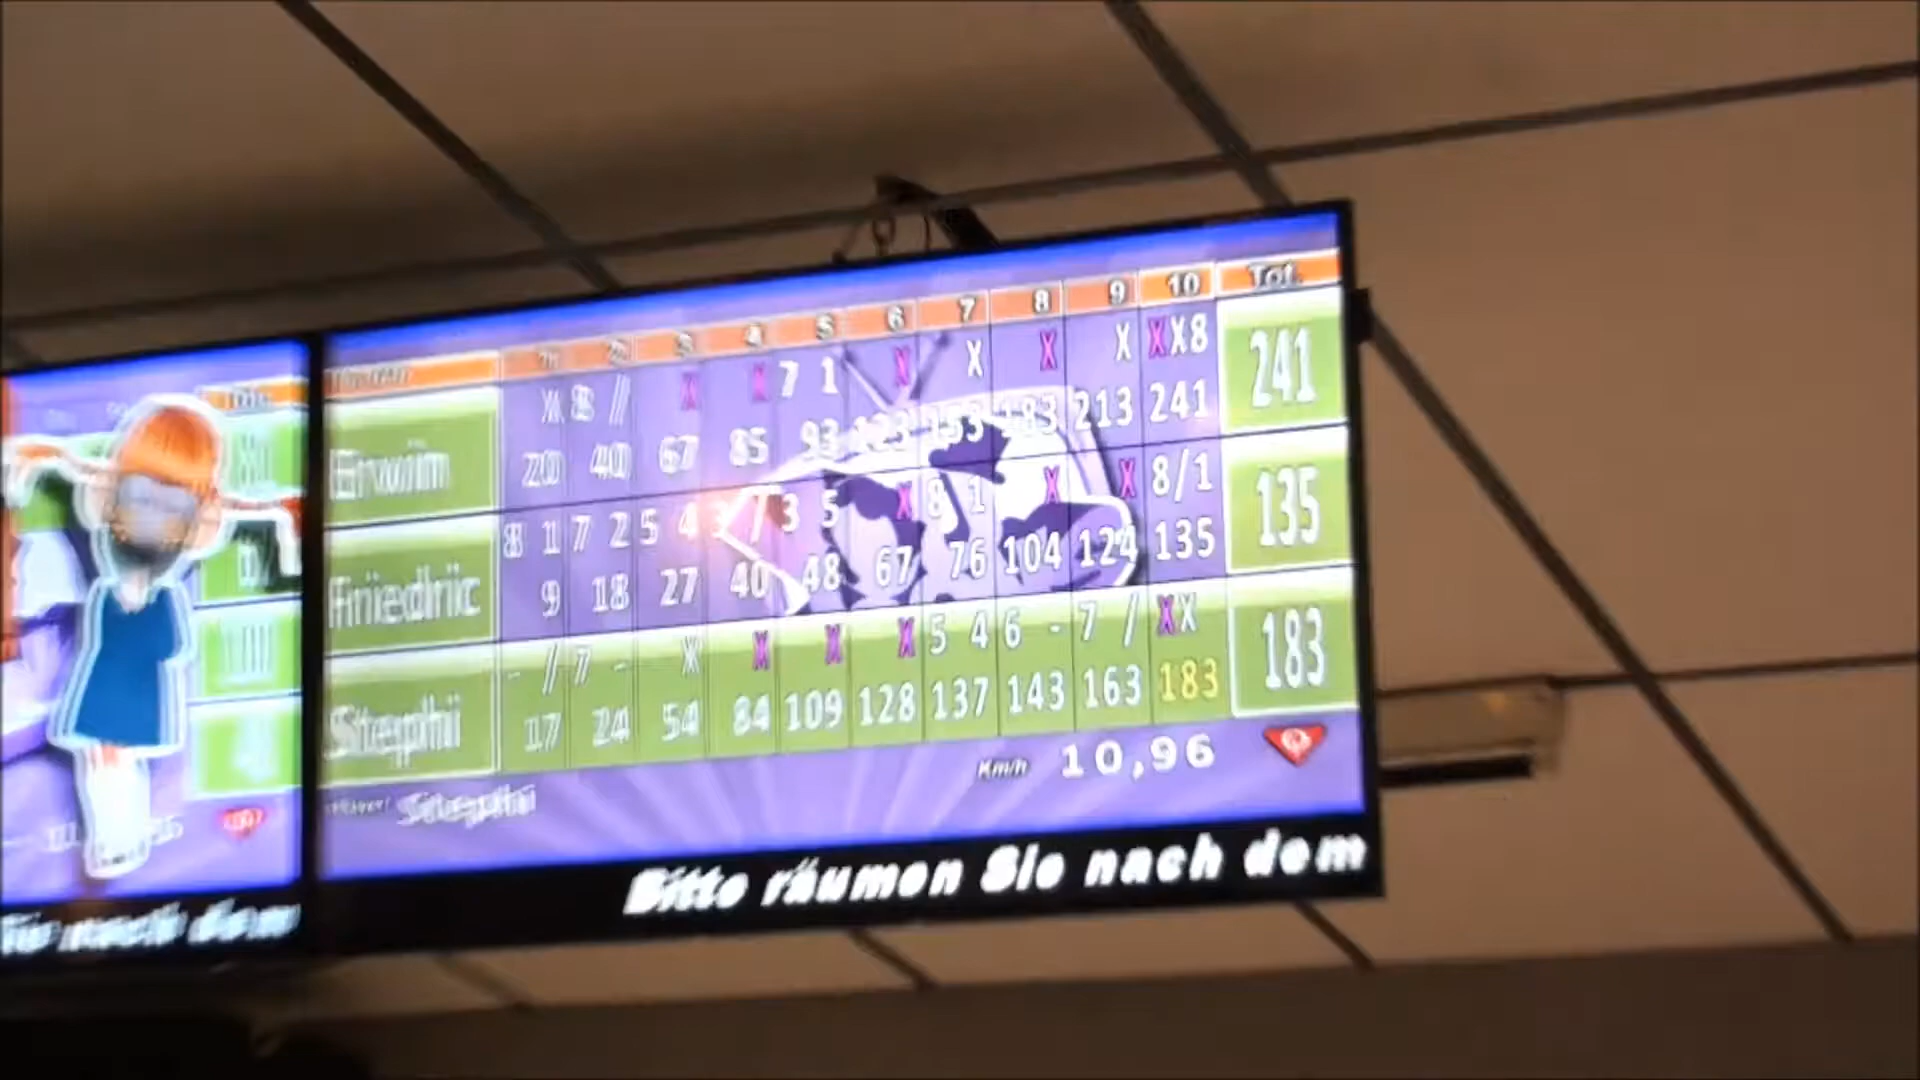 1 2 3 4 5 6 7 8 9 10 Tot.
X 8 / X X 7 1 X X X X XX8 241
Erwin 20 40 67 85 93 123 153 183 213 241
8 1 7 2 5 4 3 / 3 5 X 8 1 X X 8/1 135
Friedric 9 18 27 40 48 67 76 104 124 135
- / 7 - X X X X 5 4 6 - 7 / XX 183
Stephi 17 24 54 84 109 128 137 143 163 183
Stephi Km/h 10,96
Bitte räumen Sie nach dem
nach dem